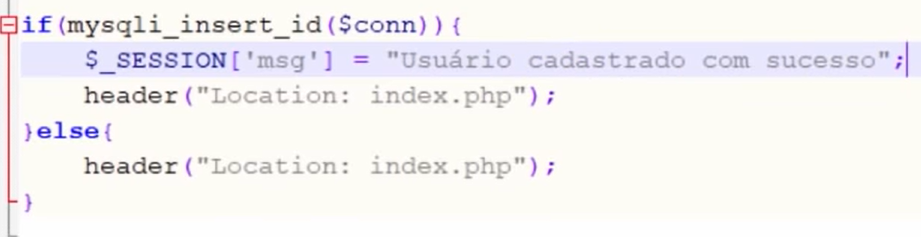 if(mysqli_insert_id($conn)){
    $_SESSION['msg'] = "Usuário cadastrado com sucesso";
    header("Location: index.php");
}else{
    header("Location: index.php");
}